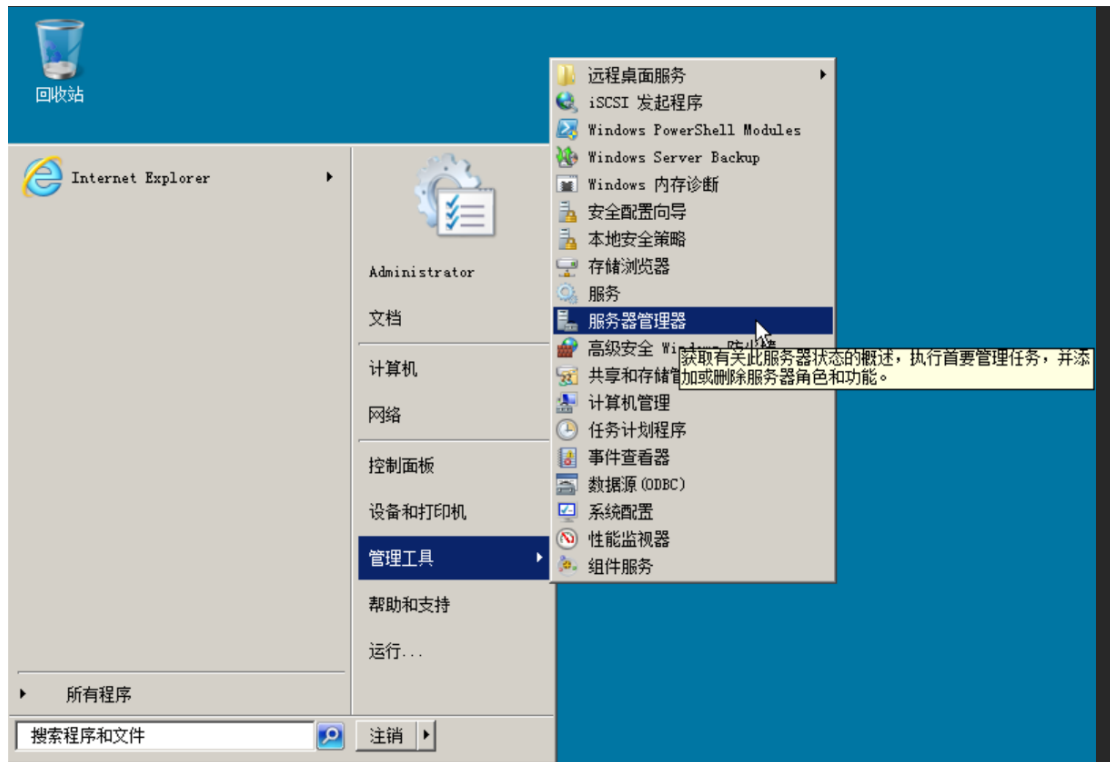 回收站
Internet Explorer
所有程序
搜索程序和文件
Administrator
文档
计算机
网络
控制面板
设备和打印机
管理工具
帮助和支持
运行...
注销
远程桌面服务
iSCSI 发起程序
Windows PowerShell Modules
Windows Server Backup
Windows 内存诊断
安全配置向导
本地安全策略
存储浏览器
服务
服务器管理器
高级安全 Windows 防火墙
共享和存储管
获取有关此服务器状态的概述，执行首要管理任务，并添
加或删除服务器角色和功能。
计算机管理
任务计划程序
事件查看器
数据源(ODBC)
系统配置
性能监视器
组件服务